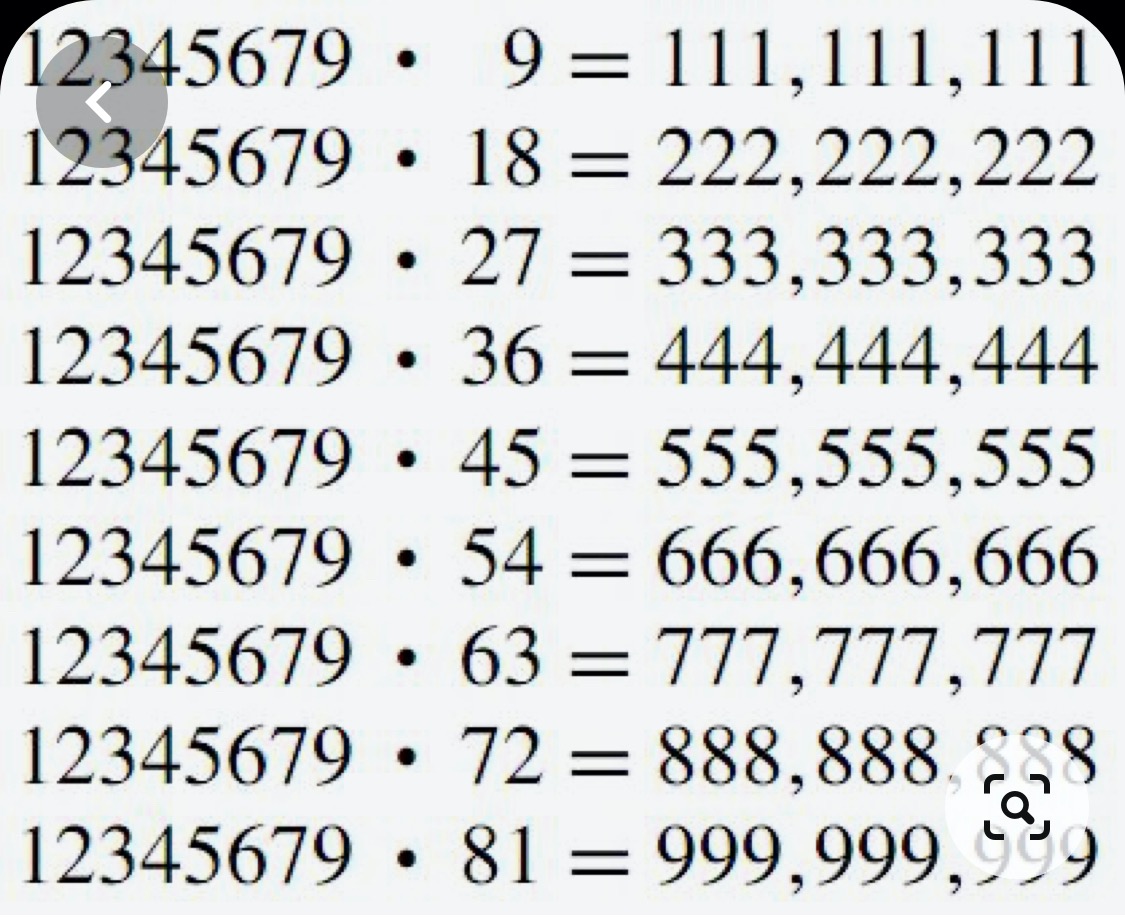 12345679 • 9 = 111,111,111
12345679 • 18 = 222,222,222
12345679 • 27 = 333,333,333
12345679 • 36 = 444,444,444
12345679 • 45 = 555,555,555
12345679 • 54 = 666,666,666
12345679 • 63 = 777,777,777
12345679 • 72 = 888,888,888
12345679 • 81 = 999,999,999